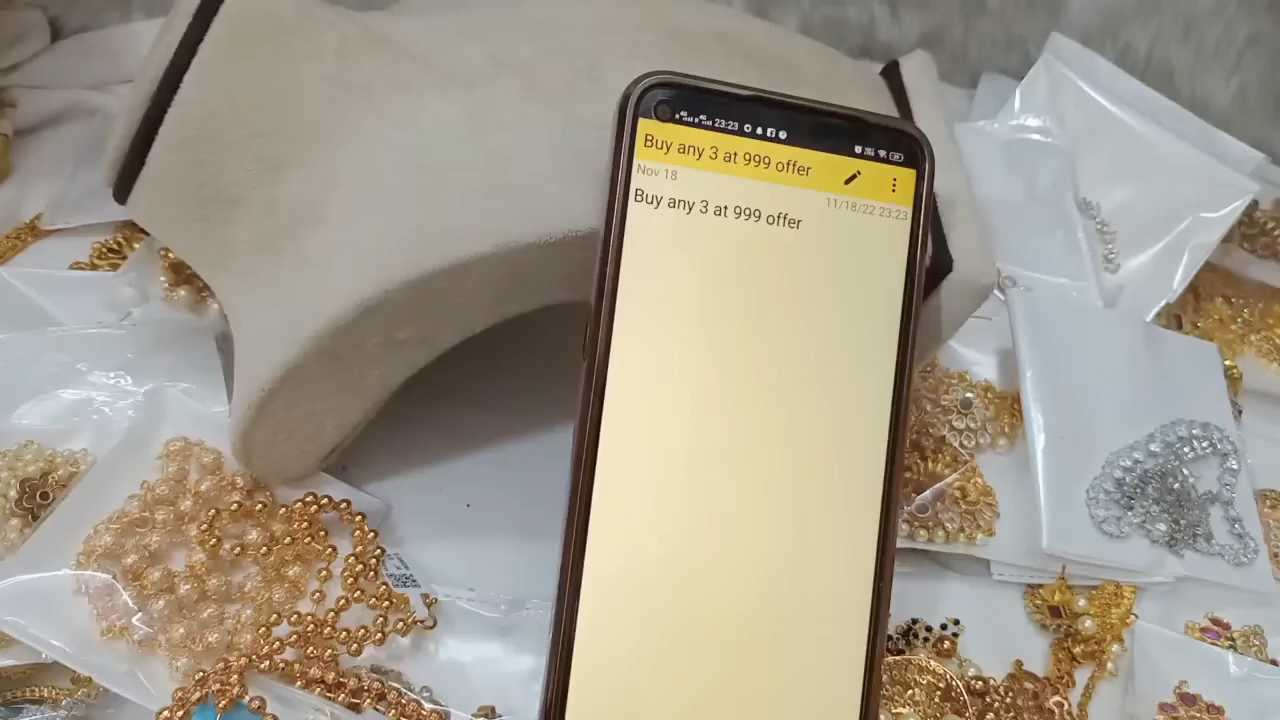 23:23
Buy any 3 at 999 offer
Nov 18
11/18/22 23:23
Buy any 3 at 999 offer